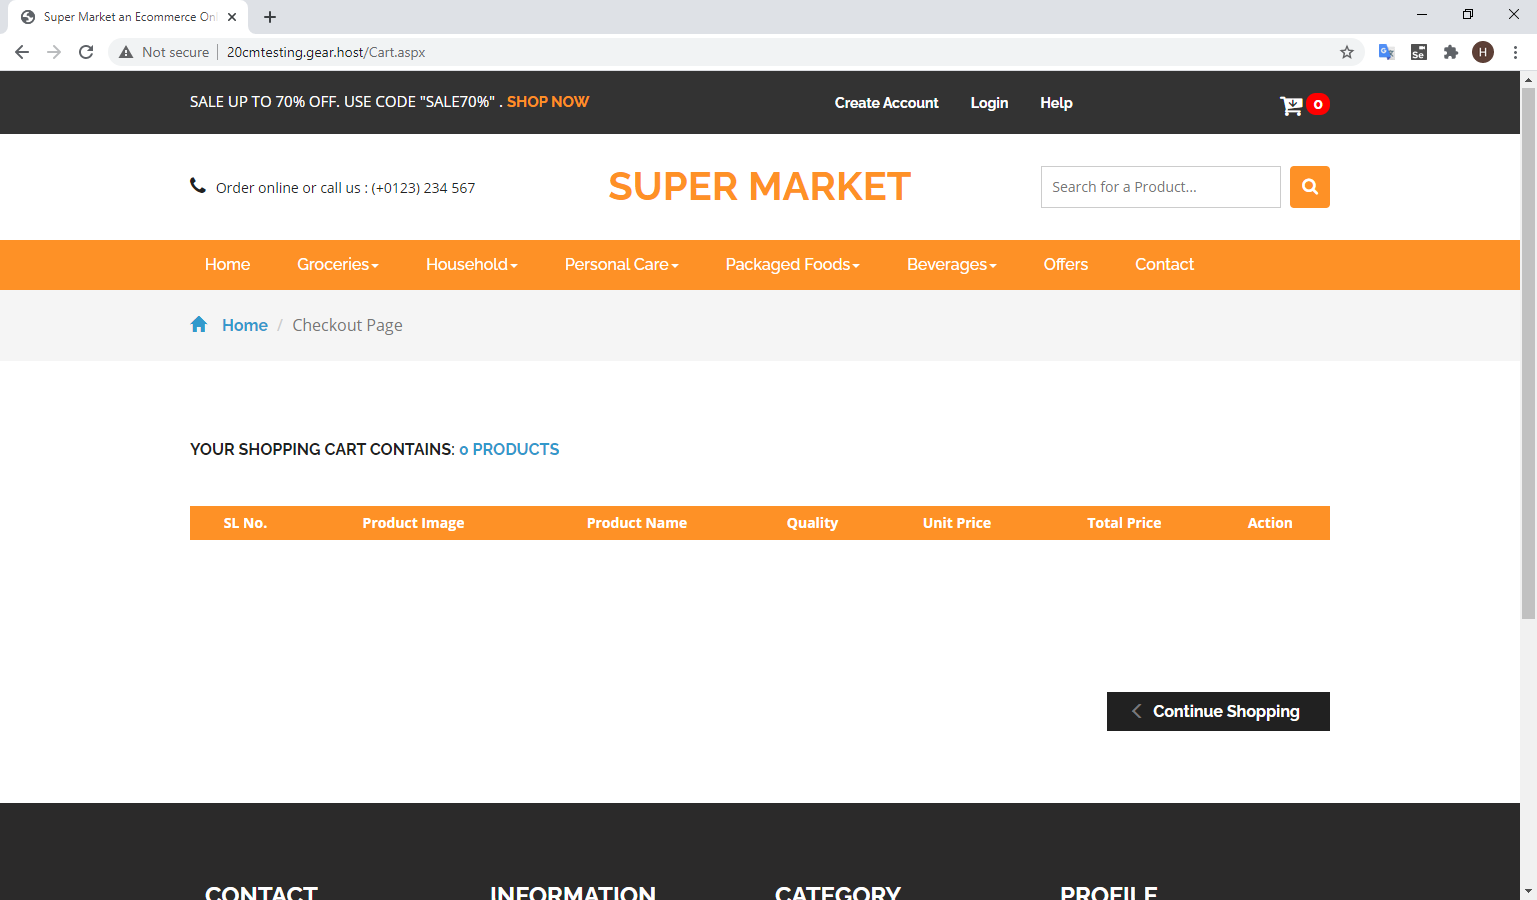 Super Market an Ecommerce Onl
Not secure
20cmtesting.gear.host/Cart.aspx
Se
H
SALE UP TO 70% OFF. USE CODE "SALE70%" . SHOP NOW
Create Account
Login
Help
0
Order online or call us : (+0123) 234 567
SUPER MARKET
Search for a Product...
Home
Groceries
Household
Personal Care
Packaged Foods
Beverages
Offers
Contact
Home / Checkout Page
YOUR SHOPPING CART CONTAINS: 0 PRODUCTS
SL No.
Product Image
Product Name
Quality
Unit Price
Total Price
Action
Continue Shopping
CONTACT
INFORMATION
CATEGORY
PROFILE